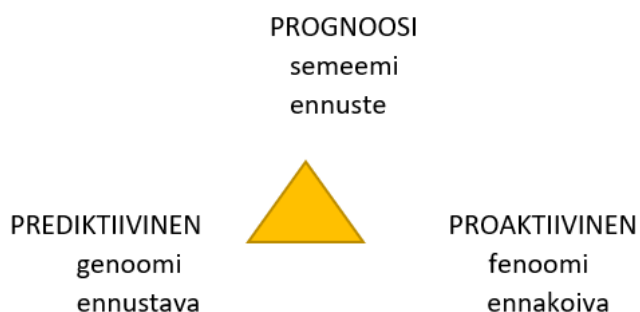 PROGNOOSI
semeemi
ennuste
PREDIKTIIVINEN
genoomi
ennustava
PROAKTIIVINEN
fenoomi
ennakoiva